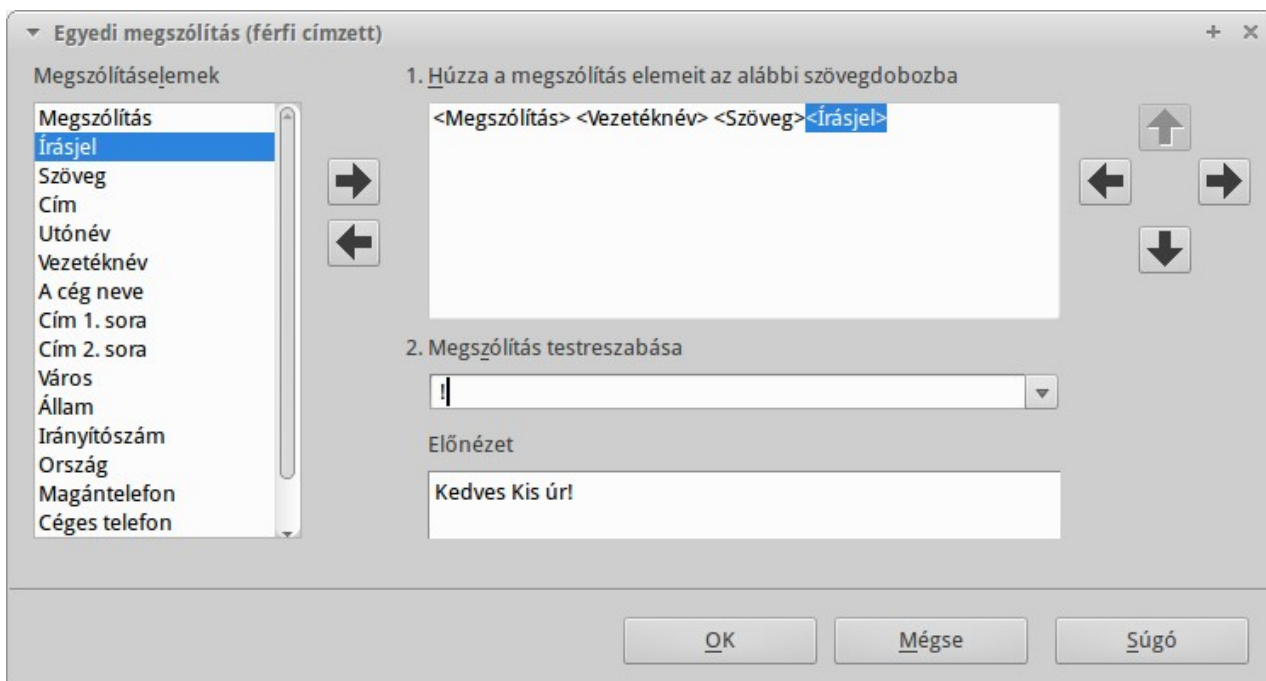 Egyedi megszólítás (férfi címzett)
Megszólításelemek
Megszólítás
Írásjel
Szöveg
Cím
Utónév
Vezetéknév
A cég neve
Cím 1. sora
Cím 2. sora
Város
Állam
Irányítószám
Ország
Magántelefon
Céges telefon
1. Húzza a megszólítás elemeit az alábbi szövegdobozba
<Megszólítás> <Vezetéknév> <Szöveg><Írásjel>
2. Megszólítás testreszabása
!
Előnézet
Kedves Kis úr!
OK
Mégse
Súgó